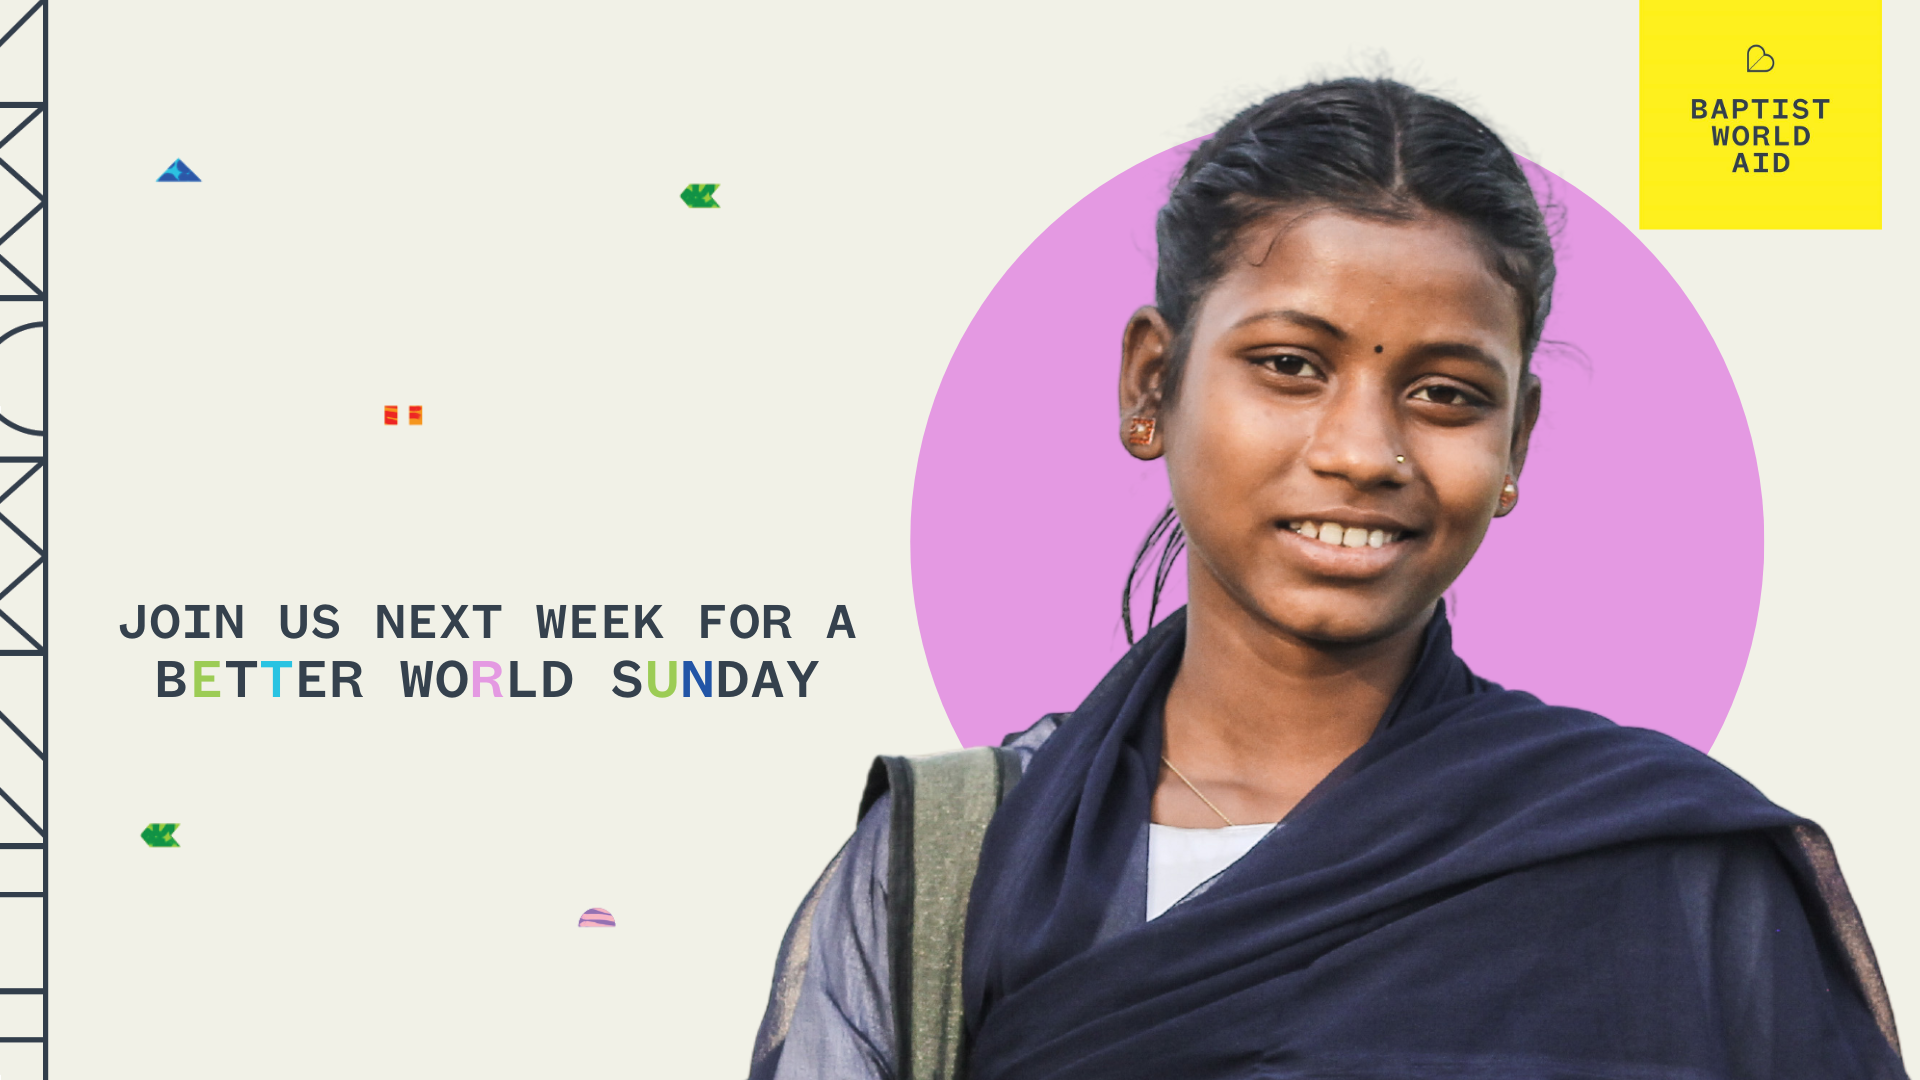 BAPTIST
WORLD
AID
JOIN US NEXT WEEK FOR A
BETTER WORLD SUNDAY